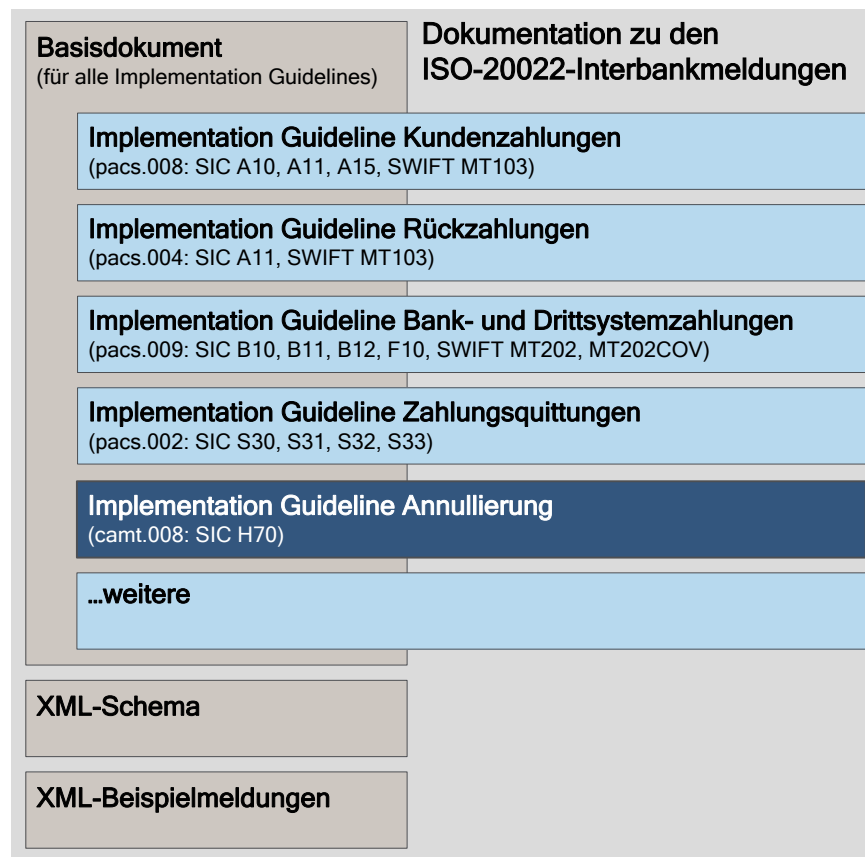 Basisdokument
(für alle Implementation Guidelines)
Dokumentation zu den
ISO-20022-Interbankmeldungen
Implementation Guideline Kundenzahlungen
(pacs.008: SIC A10, A11, A15, SWIFT MT103)
Implementation Guideline Rückzahlungen
(pacs.004: SIC A11, SWIFT MT103)
Implementation Guideline Bank- und Drittsystemzahlungen
(pacs.009: SIC B10, B11, B12, F10, SWIFT MT202, MT202COV)
Implementation Guideline Zahlungsquittungen
(pacs.002: SIC S30, S31, S32, S33)
Implementation Guideline Annullierung
(camt.008: SIC H70)
...weitere
XML-Schema
XML-Beispielmeldungen